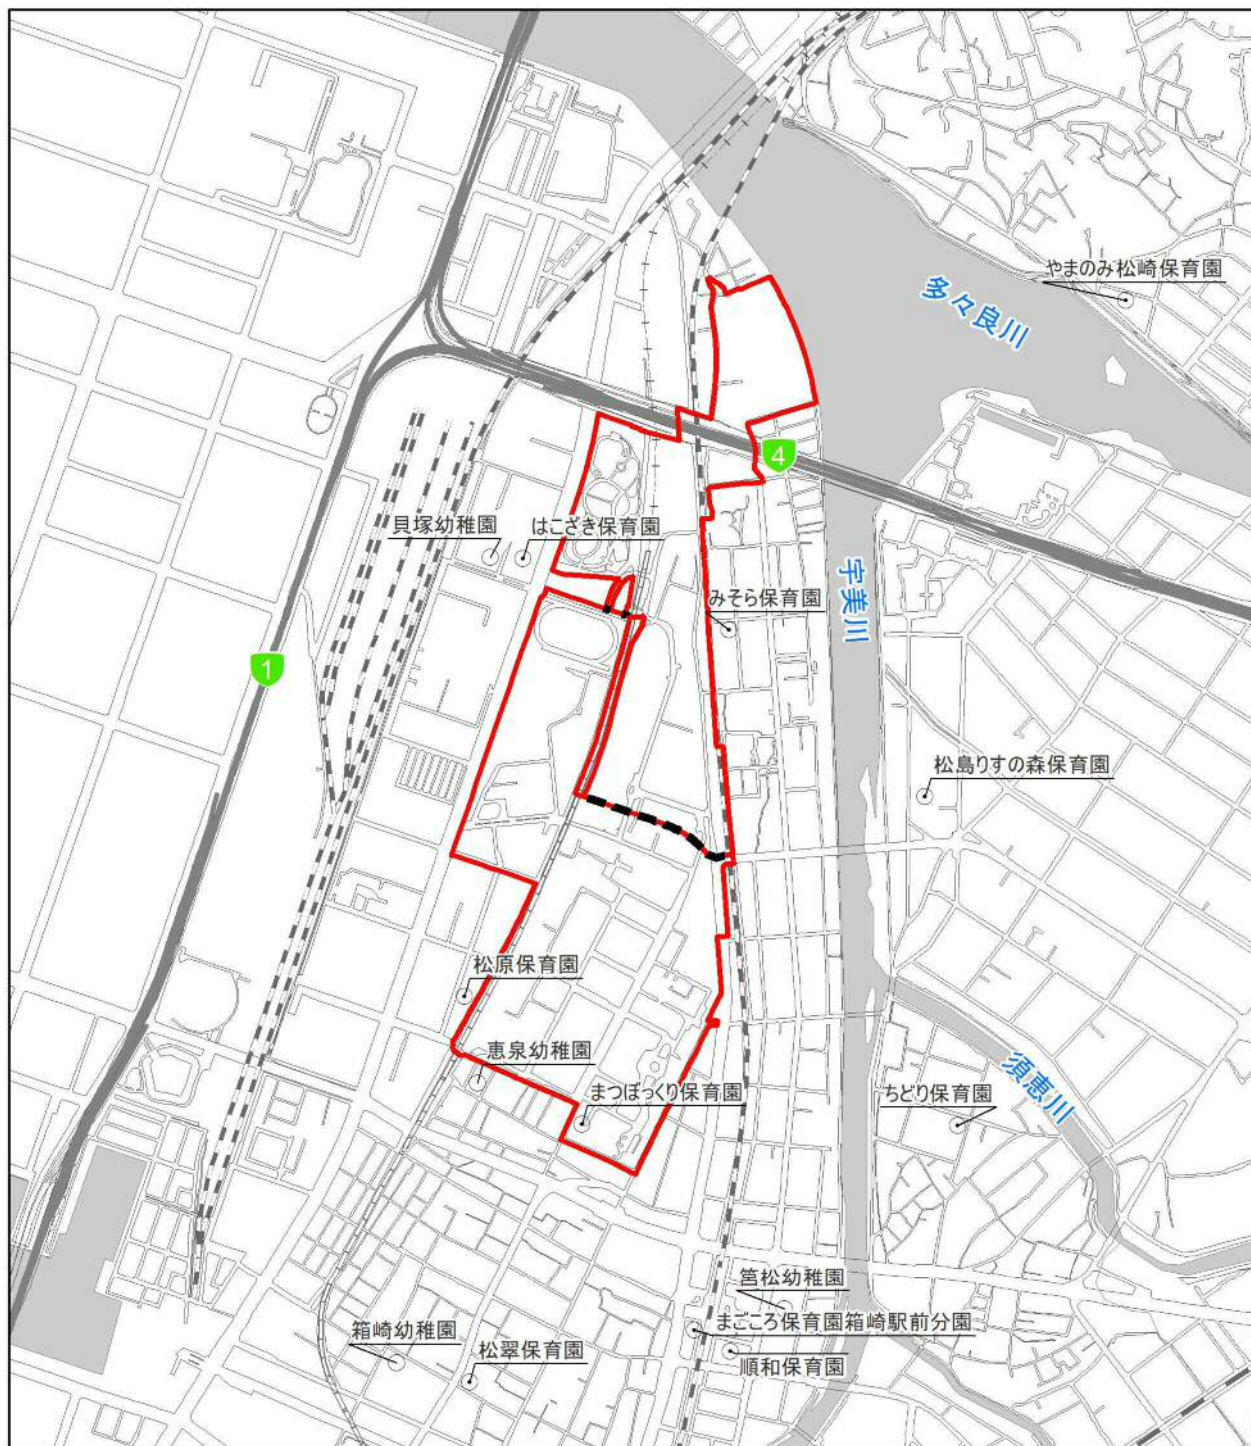 やまのみ松崎保育園
多々良川
4
貝塚幼稚園
はこざき保育園
宇美川
みそら保育園
1
松島りすの森保育園
松原保育園
恵泉幼稚園
まつぼっくり保育園
ちどり保育園
須恵川
筥松幼稚園
まごころ保育園箱崎駅前分園
箱崎幼稚園
松翠保育園
順和保育園